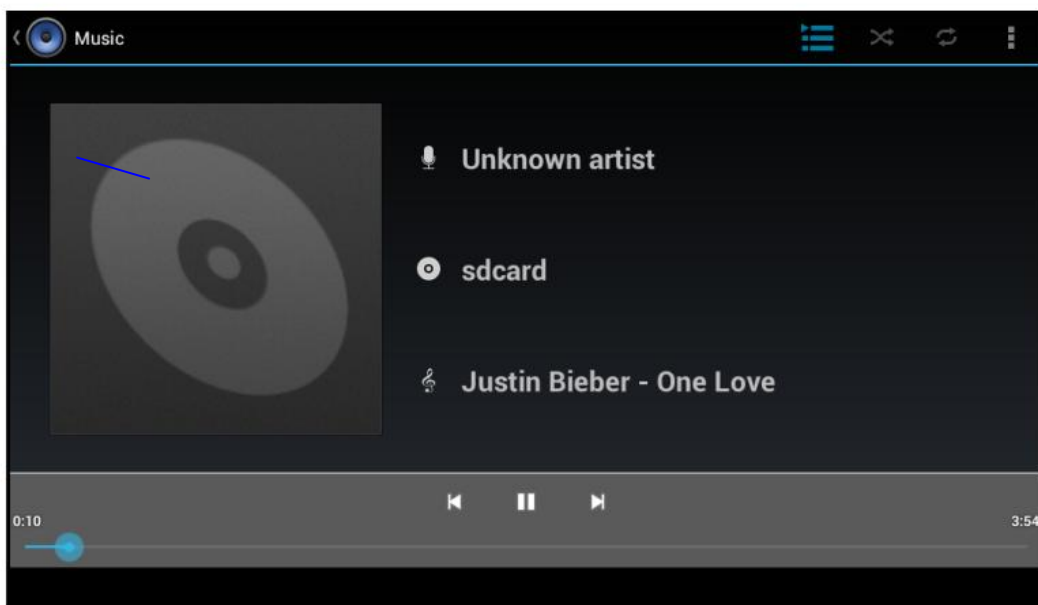 Music
Unknown artist
sdcard
Justin Bieber - One Love
0:10
3:54